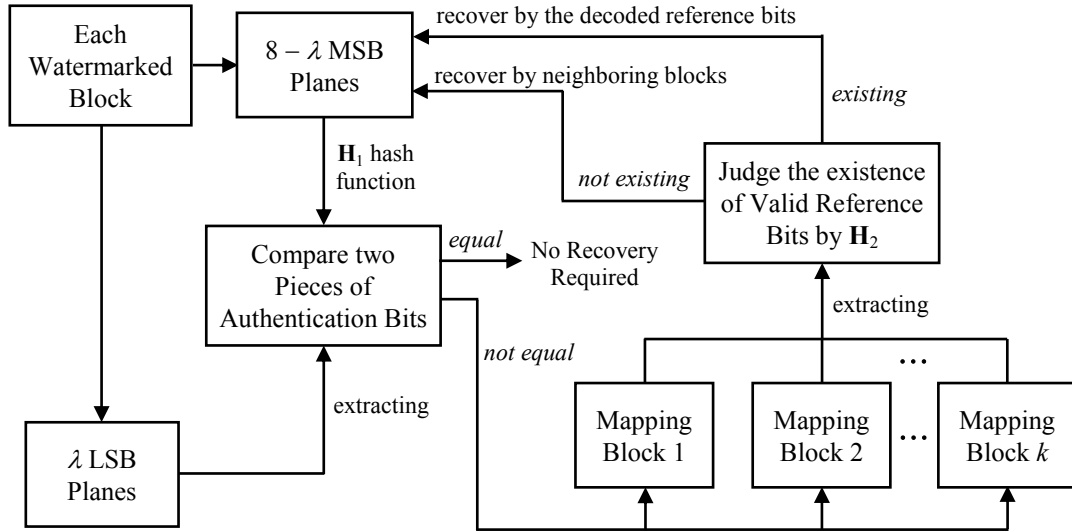 Each
Watermarked
Block
8 – λ MSB
Planes
recover by the decoded reference bits
recover by neighboring blocks
existing
H₁ hash
function
not existing
Judge the existence
of Valid Reference
Bits by H₂
Compare two
Pieces of
Authentication Bits
equal
No Recovery
Required
not equal
extracting
extracting
λ LSB
Planes
Mapping
Block 1
Mapping
Block 2
...
...
Mapping
Block k